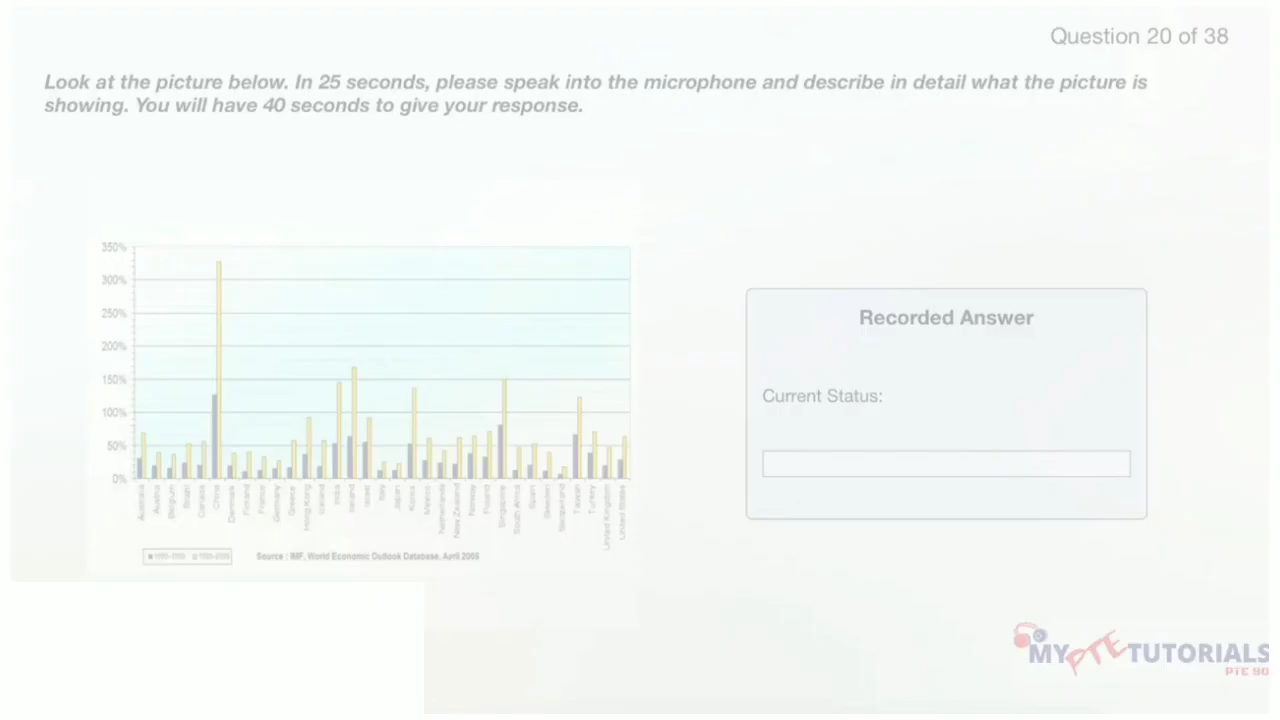 Question 20 of 38
Look at the picture below. In 25 seconds, please speak into the microphone and describe in detail what the picture is
showing. You will have 40 seconds to give your response.
350%
300%
250%
200%
150%
100%
50%
0%
Australia
Austria
Belgium
Brazil
Canada
China
Denmark
Finland
France
Germany
Greece
Hong Kong
Iceland
India
Ireland
Israel
Italy
Japan
Korea
Mexico
Netherlands
New Zealand
Norway
Poland
Singapore
South Africa
Spain
Sweden
Switzerland
Taiwan
Turkey
United Kingdom
United States
Source : IMF, World Economic Outlook Database, April 2005
Recorded Answer
Current Status:
MYPTETUTORIALS
PTE 90